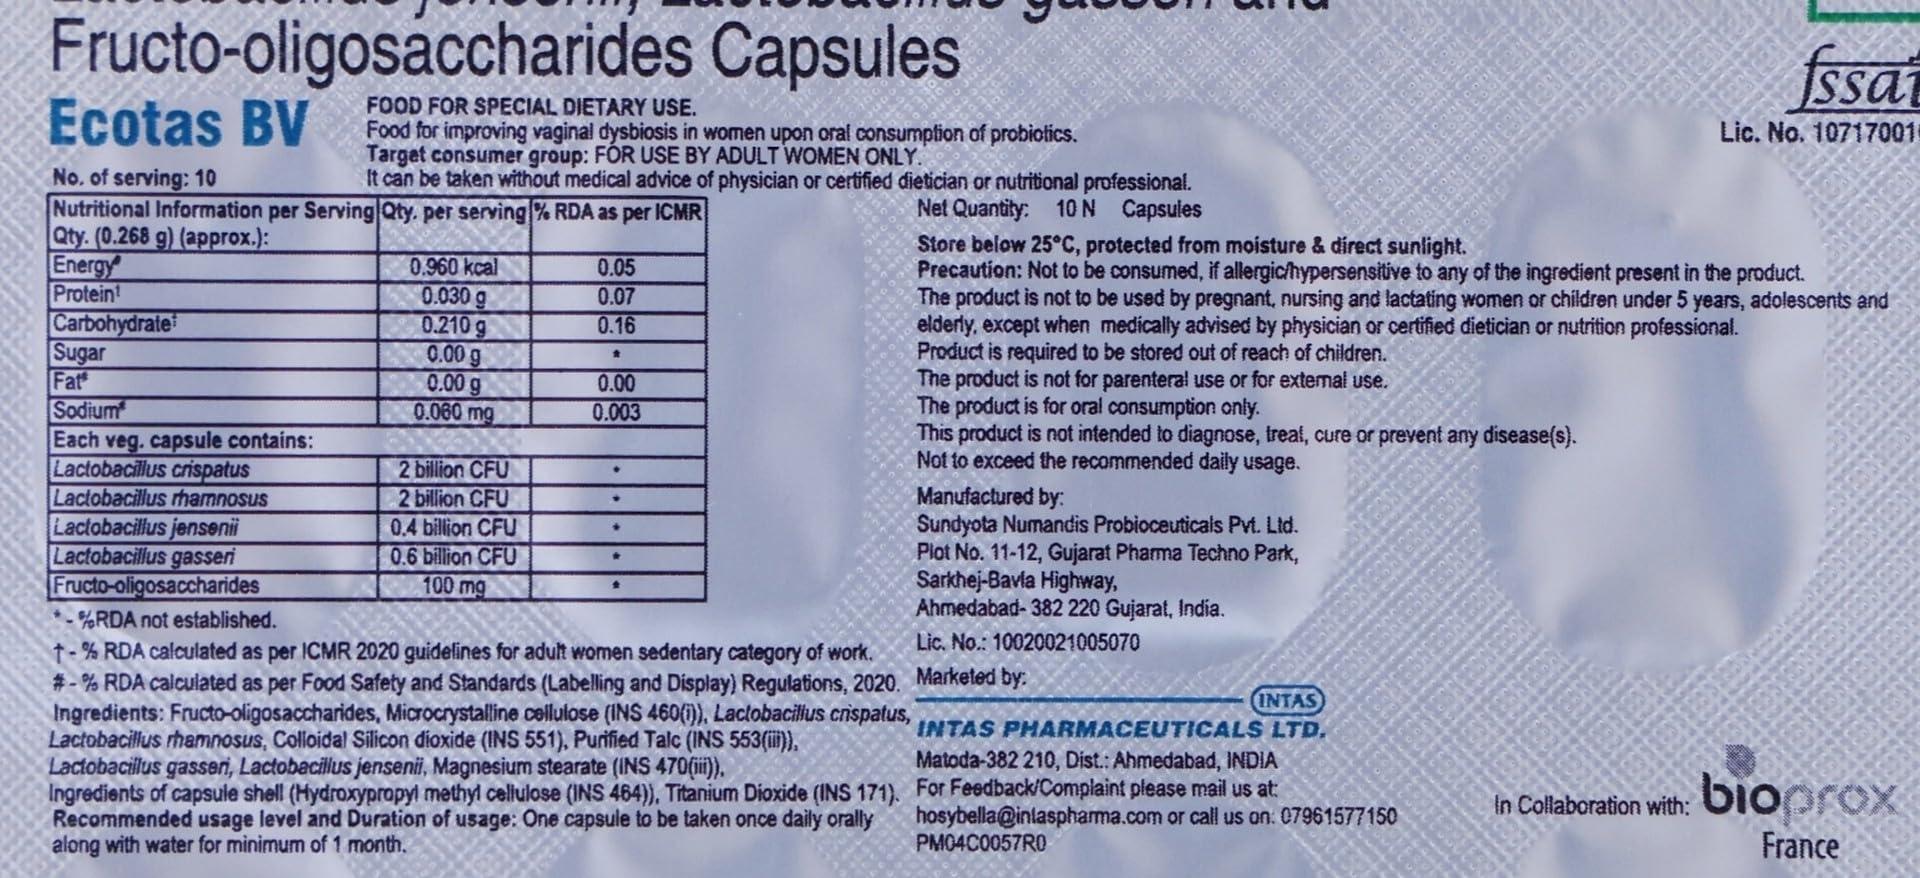 Fructo-oligosaccharides Capsules
Ecotas BV
FOOD FOR SPECIAL DIETARY USE.
Food for improving vaginal dysbiosis in women upon oral consumption of probiotics.
Target consumer group: FOR USE BY ADULT WOMEN ONLY.
It can be taken without medical advice of physician or certified dietician or nutritional professional.
No. of serving: 10
Nutritional Information per Serving Qty. (0.268 g) (approx.): Qty. per serving % RDA as per ICMR
Energy# 0.960 kcal 0.05
Protein† 0.030 g 0.07
Carbohydrate† 0.210 g 0.16
Sugar 0.00 g *
Fat# 0.00 g 0.00
Sodium# 0.060 mg 0.003
Each veg. capsule contains:
Lactobacillus crispatus 2 billion CFU *
Lactobacillus rhamnosus 2 billion CFU *
Lactobacillus jensenii 0.4 billion CFU *
Lactobacillus gasseri 0.6 billion CFU *
Fructo-oligosaccharides 100 mg *
* - %RDA not established.
† - % RDA calculated as per ICMR 2020 guidelines for adult women sedentary category of work.
# - % RDA calculated as per Food Safety and Standards (Labelling and Display) Regulations, 2020.
Ingredients: Fructo-oligosaccharides, Microcrystalline cellulose (INS 460(i)), Lactobacillus crispatus,
Lactobacillus rhamnosus, Colloidal Silicon dioxide (INS 551), Purified Talc (INS 553(iii)),
Lactobacillus gasseri, Lactobacillus jensenii, Magnesium stearate (INS 470(iii)),
Ingredients of capsule shell (Hydroxypropyl methyl cellulose (INS 464)), Titanium Dioxide (INS 171).
Recommended usage level and Duration of usage: One capsule to be taken once daily orally
along with water for minimum of 1 month.
Net Quantity: 10 N Capsules
Store below 25°C, protected from moisture & direct sunlight.
Precaution: Not to be consumed, if allergic/hypersensitive to any of the ingredient present in the product.
The product is not to be used by pregnant, nursing and lactating women or children under 5 years, adolescents and
elderly, except when medically advised by physician or certified dietician or nutrition professional.
Product is required to be stored out of reach of children.
The product is not for parenteral use or for external use.
The product is for oral consumption only.
This product is not intended to diagnose, treat, cure or prevent any disease(s).
Not to exceed the recommended daily usage.
Manufactured by:
Sundyota Numandis Probioceuticals Pvt. Ltd.
Plot No. 11-12, Gujarat Pharma Techno Park,
Sarkhej-Bavla Highway,
Ahmedabad- 382 220 Gujarat, India.
Lic. No.: 10020021005070
Marketed by:
INTAS
INTAS PHARMACEUTICALS LTD.
Matoda-382 210, Dist.: Ahmedabad, INDIA
For Feedback/Complaint please mail us at:
hosybella@intaspharma.com or call us on: 07961577150
PM04C0057R0
fssai
Lic. No. 10717001
In Collaboration with: bioprox
France